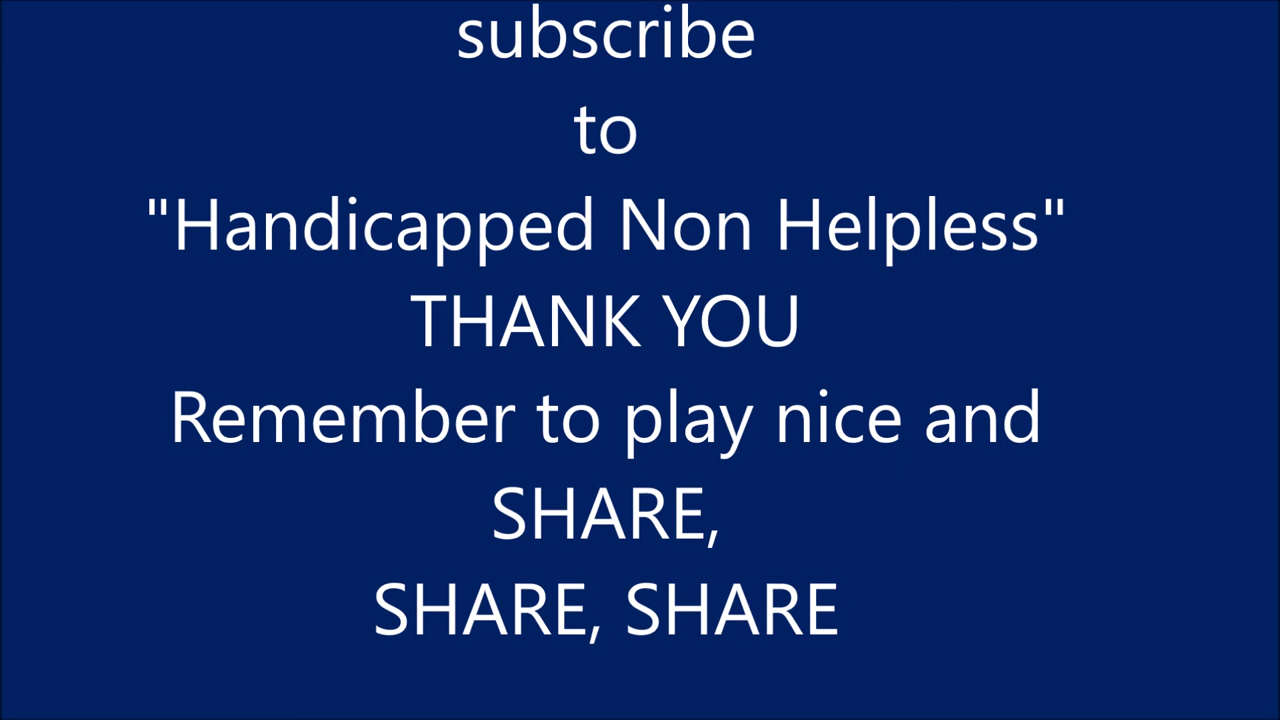 subscribe
to
"Handicapped Non Helpless"
THANK YOU
Remember to play nice and
SHARE,
SHARE, SHARE